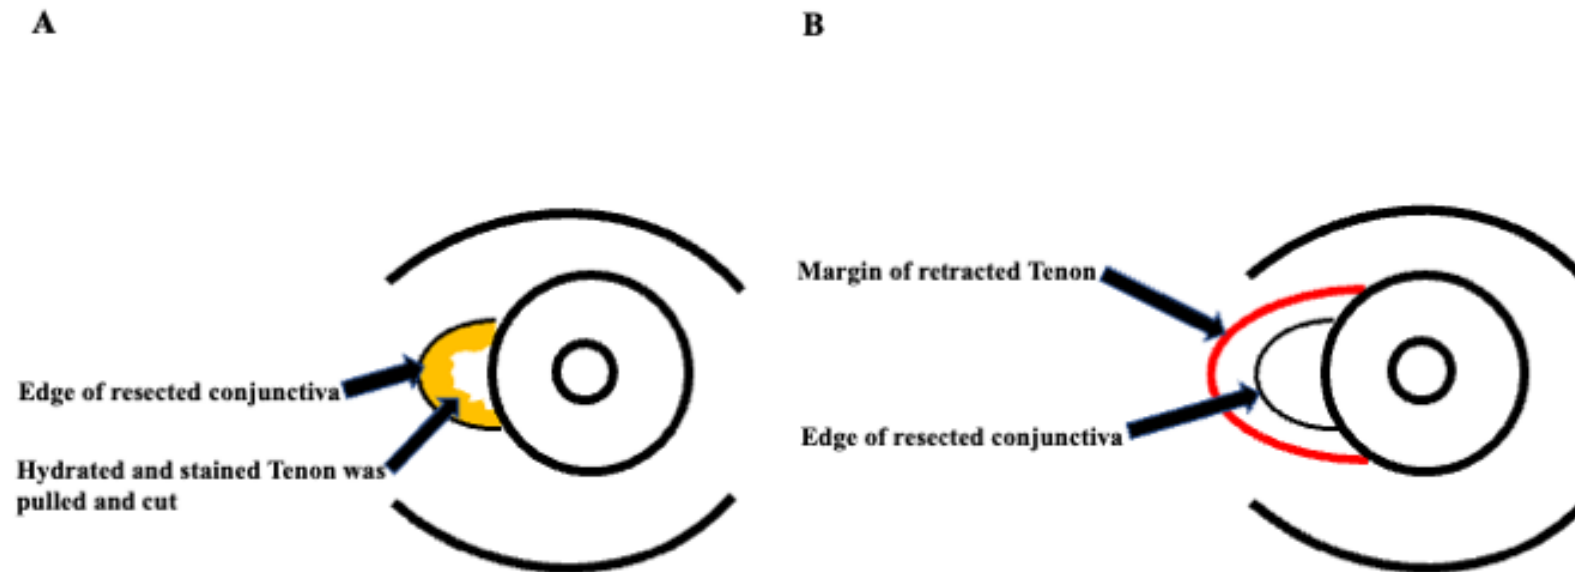 A
B
Margin of retracted Tenon
Edge of resected conjunctiva
Edge of resected conjunctiva
Hydrated and stained Tenon was
pulled and cut